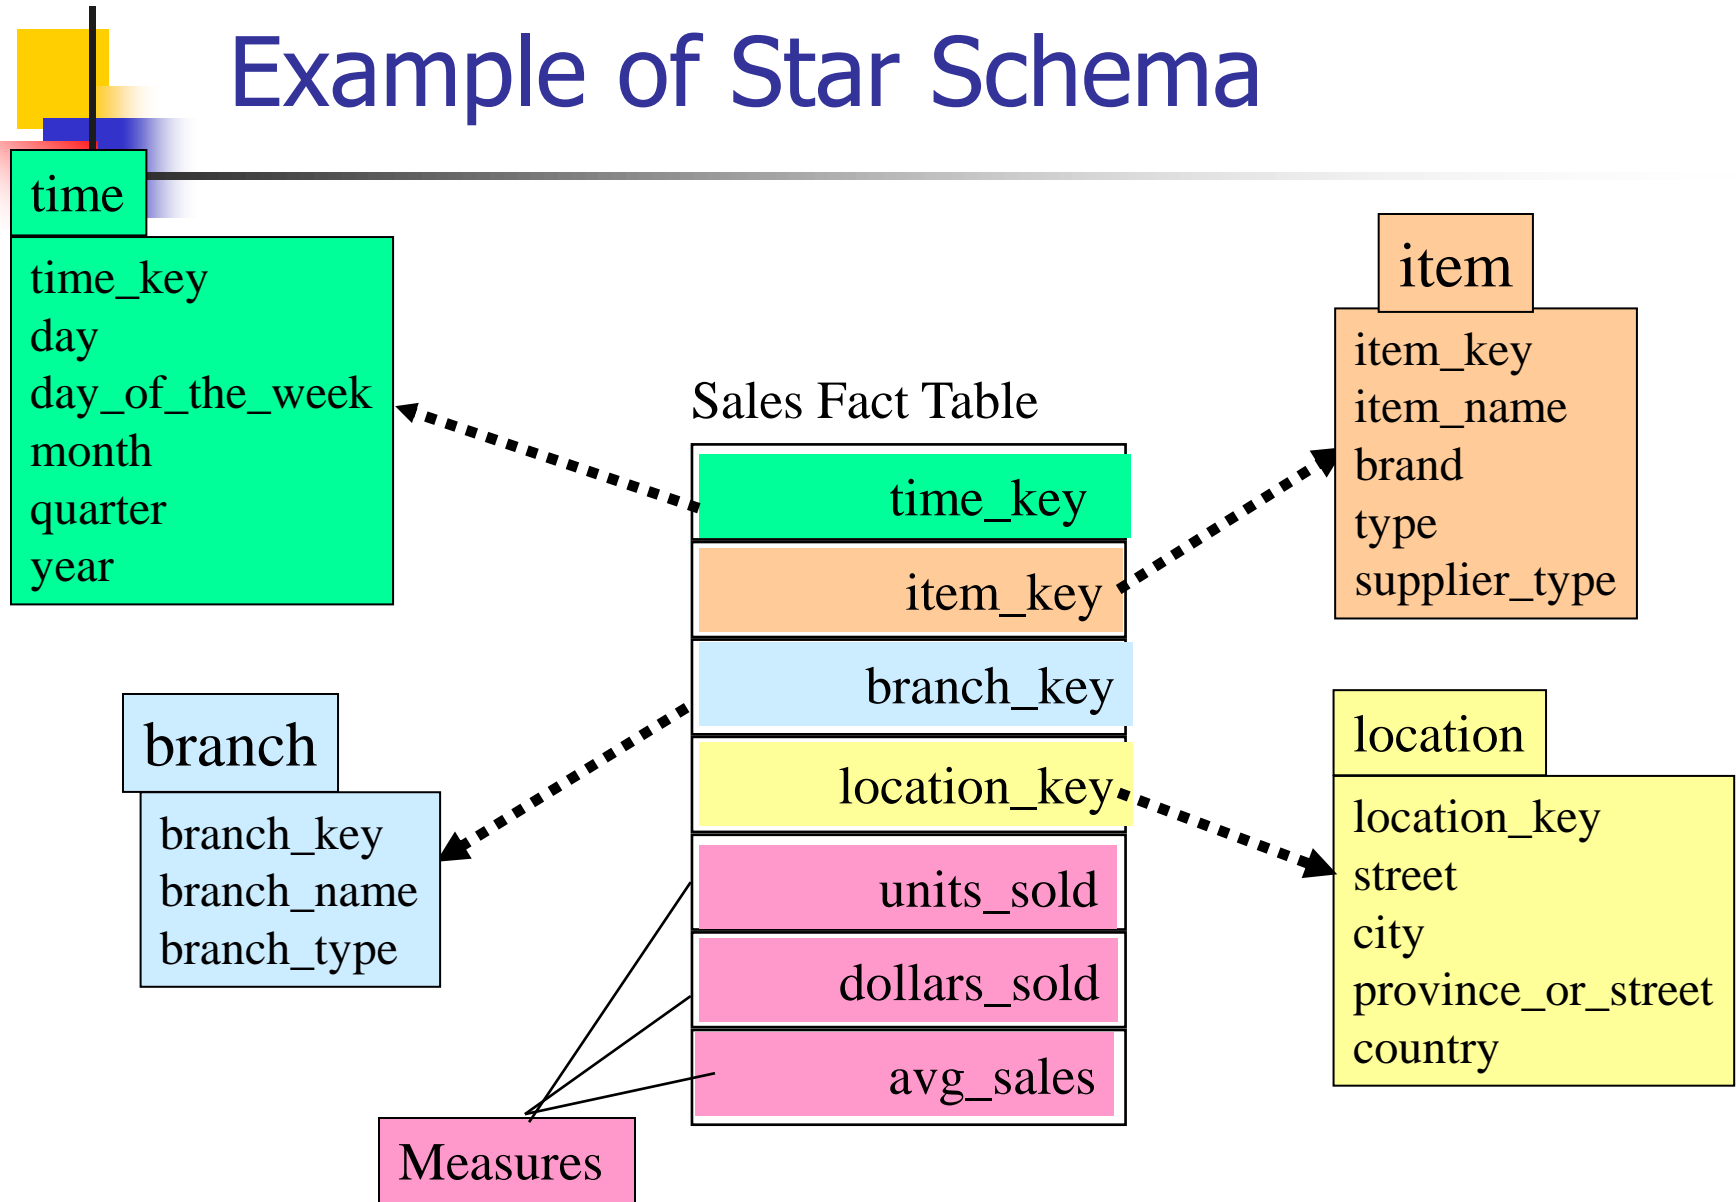 Example of Star Schema
time
time_key
day
day_of_the_week
month
quarter
year
item
item_key
item_name
brand
type
supplier_type
Sales Fact Table
time_key
item_key
branch_key
location_key
units_sold
dollars_sold
avg_sales
branch
branch_key
branch_name
branch_type
location
location_key
street
city
province_or_street
country
Measures